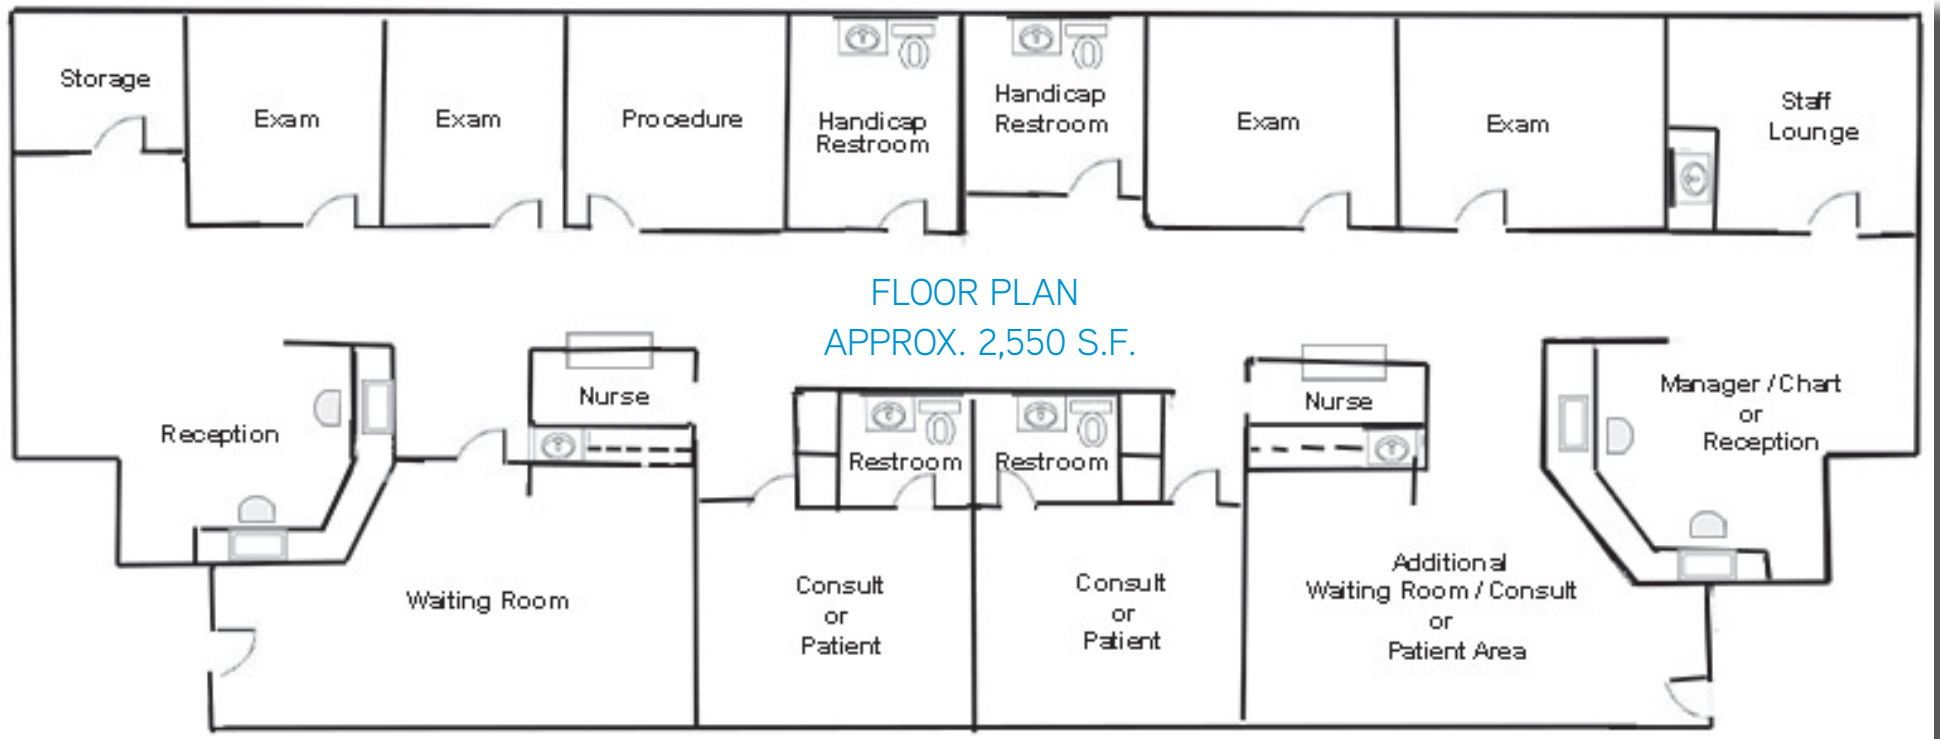 Storage
Exam
Exam
Procedure
Handicap
Restroom
Handicap
Restroom
Exam
Exam
Staff
Lounge
FLOOR PLAN
APPROX. 2,550 S.F.
Reception
Nurse
Restroom
Restroom
Nurse
Manager / Chart
or
Reception
Waiting Room
Consult
or
Patient
Consult
or
Patient
Additional
Waiting Room / Consult
or
Patient Area